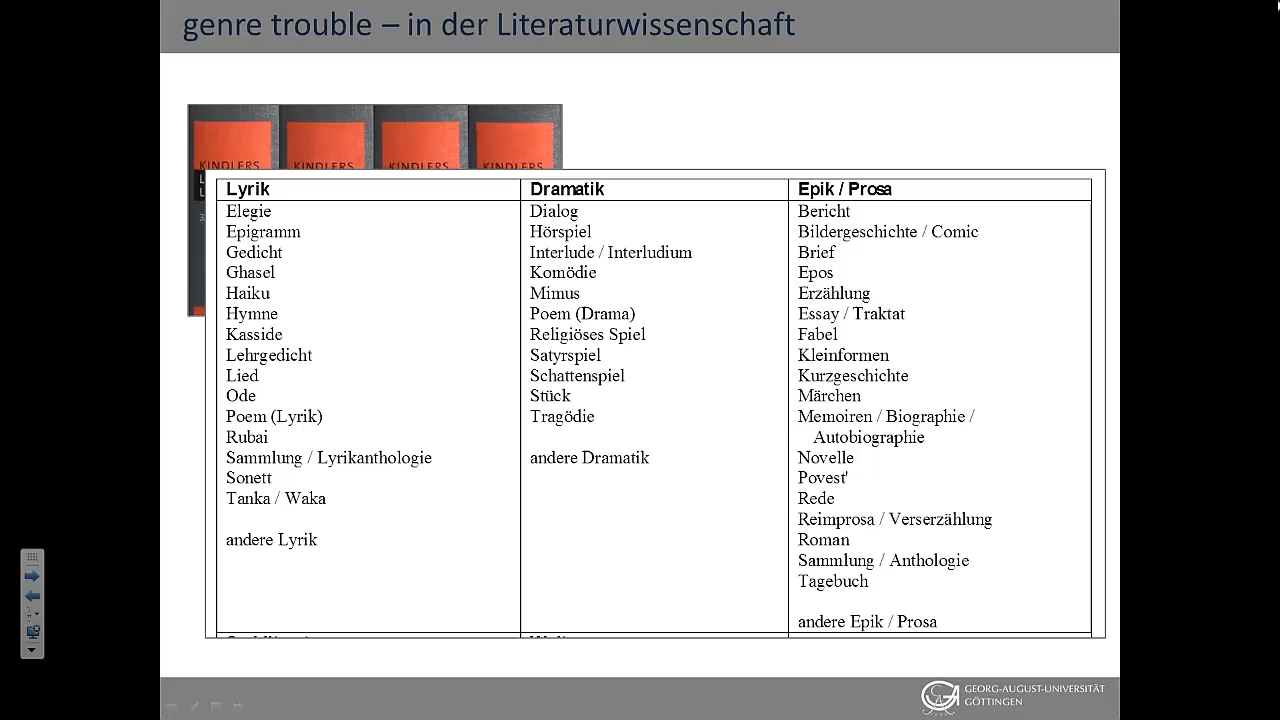 genre trouble – in der Literaturwissenschaft
KINDLERS KINDLERS KINDLERS KINDLERS
Lyrik
Elegie
Epigramm
Gedicht
Ghasel
Haiku
Hymne
Kasside
Lehrgedicht
Lied
Ode
Poem (Lyrik)
Rubai
Sammlung / Lyrikanthologie
Sonett
Tanka / Waka
andere Lyrik
Dramatik
Dialog
Hörspiel
Interlude / Interludium
Komödie
Mimus
Poem (Drama)
Religiöses Spiel
Satyrspiel
Schattenspiel
Stück
Tragödie
andere Dramatik
Epik / Prosa
Bericht
Bildergeschichte / Comic
Brief
Epos
Erzählung
Essay / Traktat
Fabel
Kleinformen
Kurzgeschichte
Märchen
Memoiren / Biographie /
Autobiographie
Novelle
Povest'
Rede
Reimprosa / Verserzählung
Roman
Sammlung / Anthologie
Tagebuch
andere Epik / Prosa
GEORG-AUGUST-UNIVERSITÄT
GÖTTINGEN